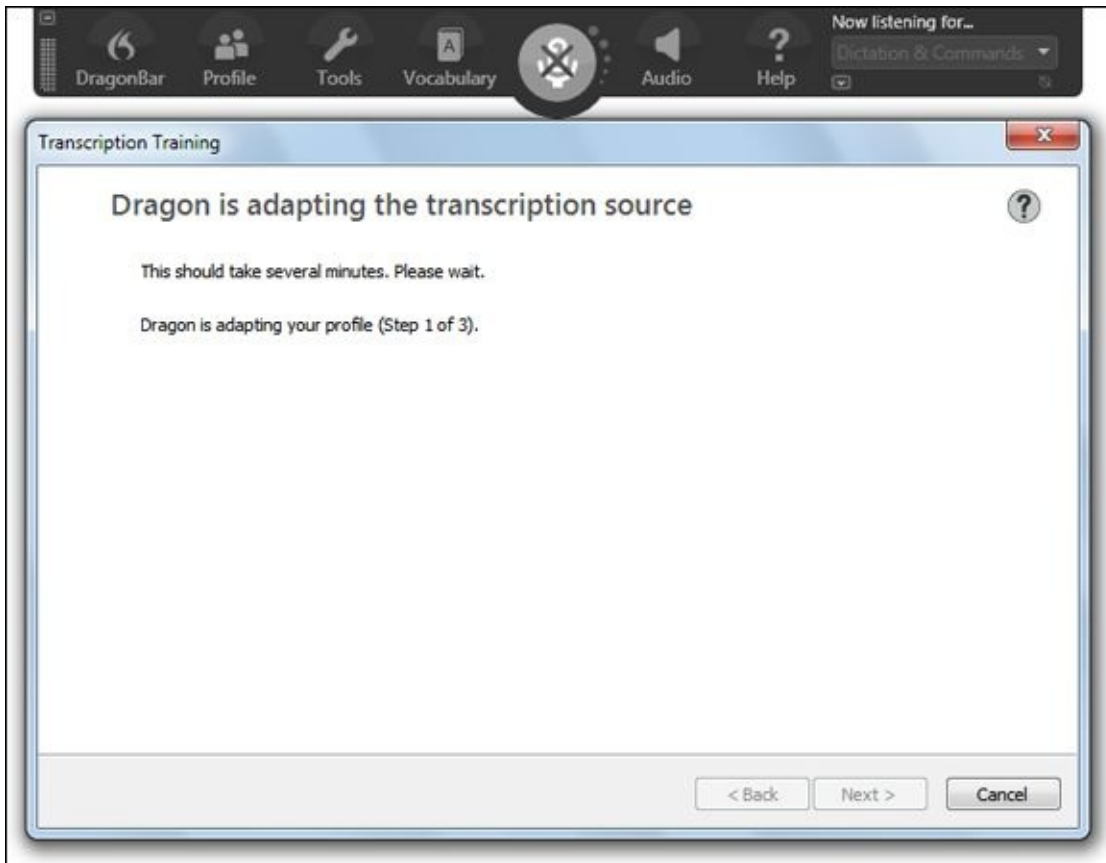 Now listening for...
DragonBar Profile Tools A Vocabulary Audio ? Help Dictation & Commands
Transcription Training
Dragon is adapting the transcription source ?
This should take several minutes. Please wait.
Dragon is adapting your profile (Step 1 of 3).
< Back Next > Cancel